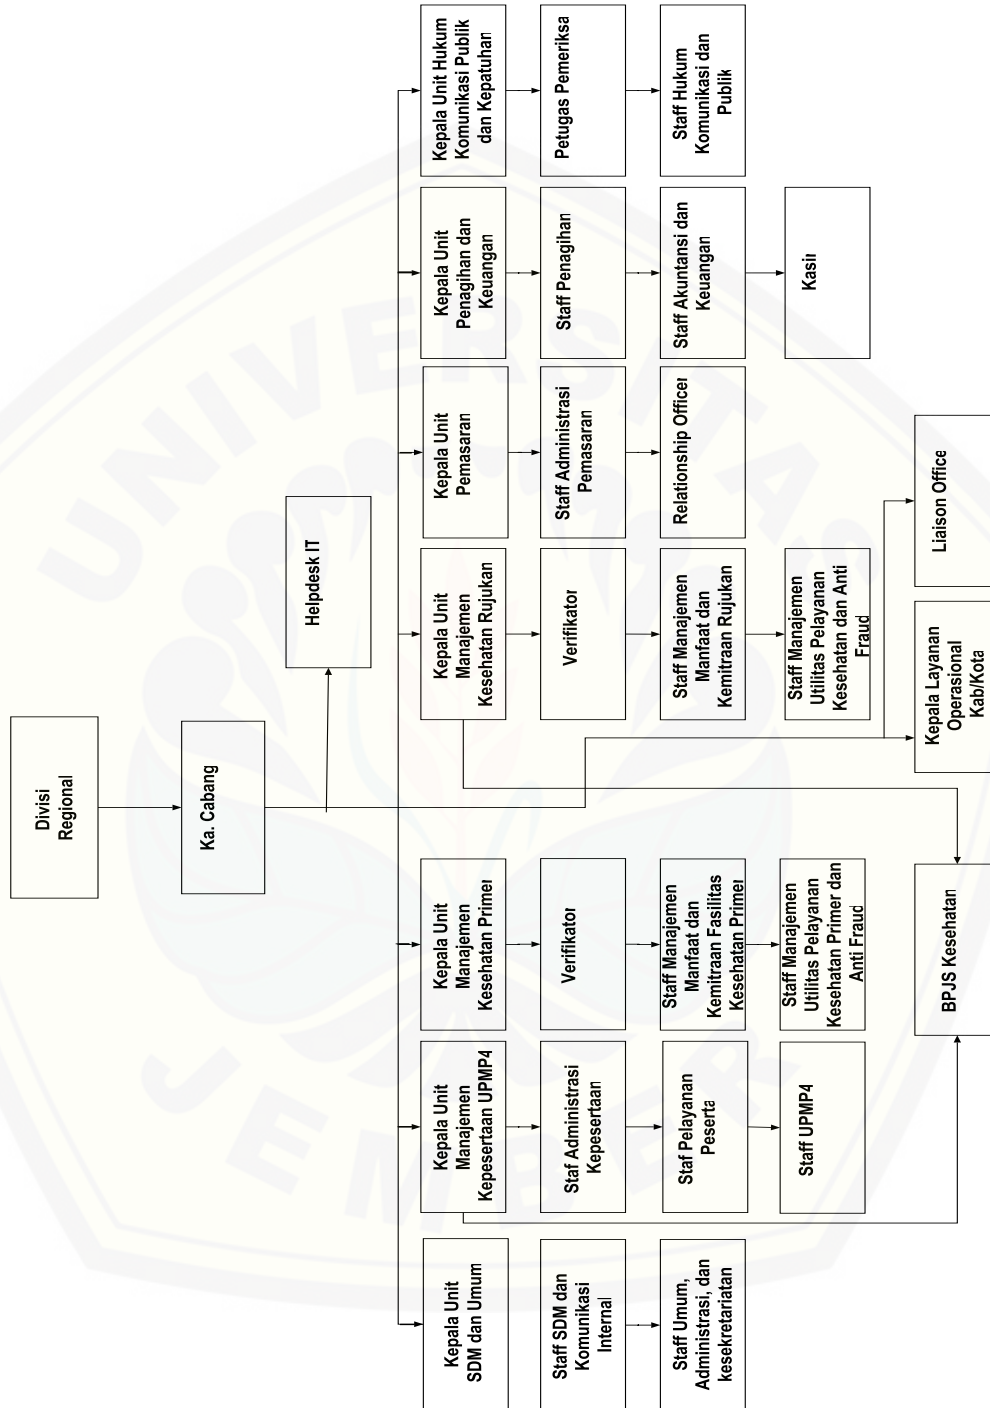 Divisi
Regional
Ka. Cabang
Helpdesk IT
Kepala Unit
SDM dan Umum
Staff SDM dan
Komunikasi
Internal
Staff Umum,
Administrasi, dan
kesekretariatan
Kepala Unit
Manajemen
Kepesertaan UPMP4
Staf Administrasi
Kepesertaan
Staf Pelayanan
Peserta
Staff UPMP4
Kepala Unit
Manajemen
Kesehatan Primer
Verifikator
Staff Manajemen
Manfaat dan
Kemitraan Fasilitas
Kesehatan Primer
Staff Manajemen
Utilitas Pelayanan
Kesehatan Primer dan
Anti Fraud
Kepala Unit
Manajemen
Kesehatan Rujukan
Verifikator
Staff Manajemen
Manfaat dan
Kemitraan Rujukan
Staff Manajemen
Utilitas Pelayanan
Kesehatan dan Anti
Fraud
Kepala Unit
Pemasaran
Staff Administrasi
Pemasaran
Relationship Officer
Kepala Unit
Penagihan dan
Keuangan
Staff Penagihan
Staff Akuntansi dan
Keuangan
Kasir
Kepala Unit Hukum
Komunikasi Publik
dan Kepatuhan
Petugas Pemeriksa
Staff Hukum
Komunikasi dan
Publik
BPJS Kesehatan
Kepala Layanan
Operasional
Kab/Kota
Liaison Office
UNIVERSITAS
JEMBER